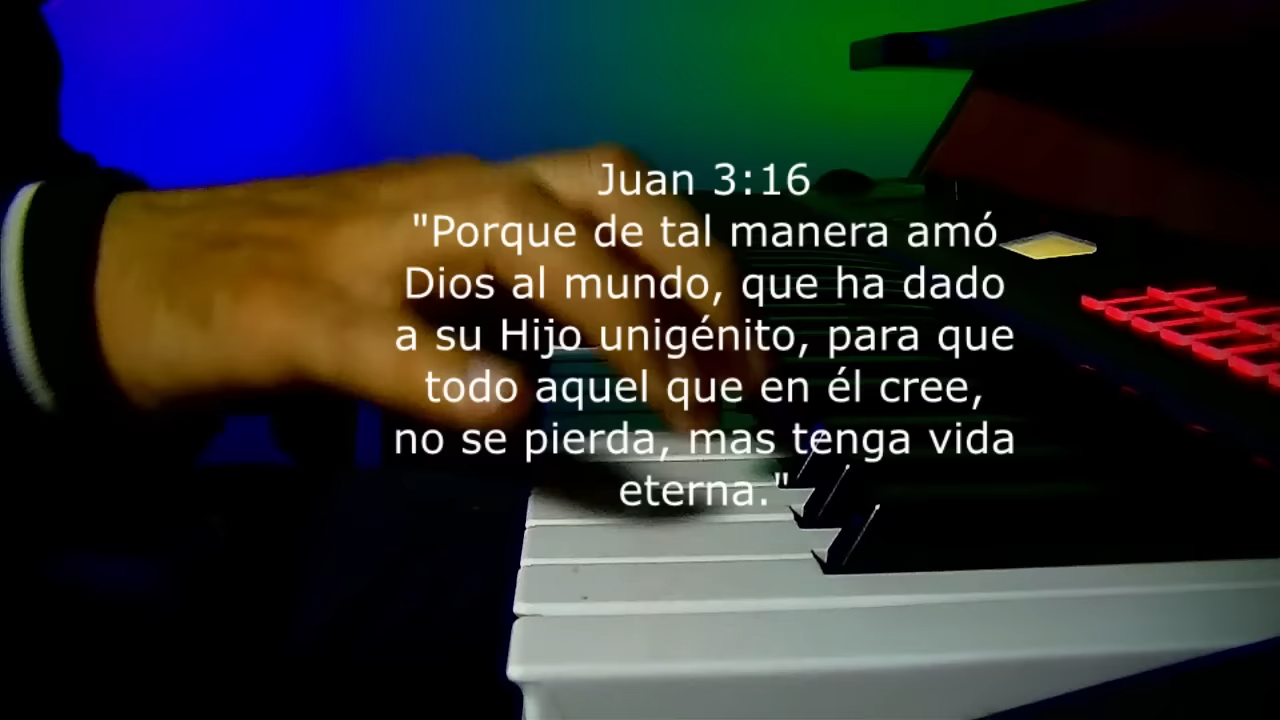 Juan 3:16
"Porque de tal manera amó
Dios al mundo, que ha dado
a su Hijo unigénito, para que
todo aquel que en él cree,
no se pierda, mas tenga vida
eterna."